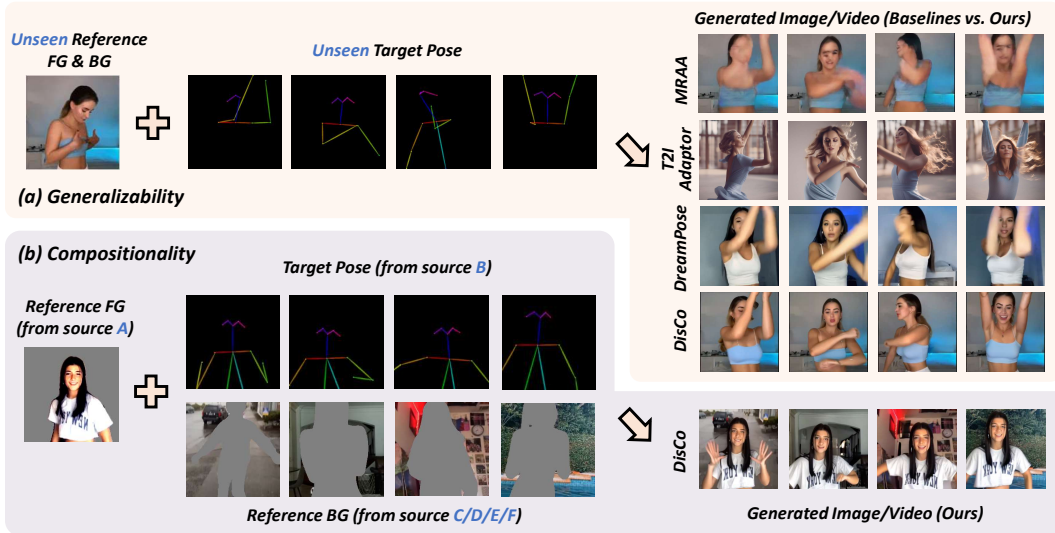 Generated Image/Video (Baselines vs. Ours)
Unseen Reference
FG & BG
Unseen Target Pose
MRAA
T2I
Adaptor
DreamPose
DisCo
(a) Generalizability
(b) Compositionality
Target Pose (from source B)
Reference FG
(from source A)
Reference BG (from source C/D/E/F)
DisCo
Generated Image/Video (Ours)